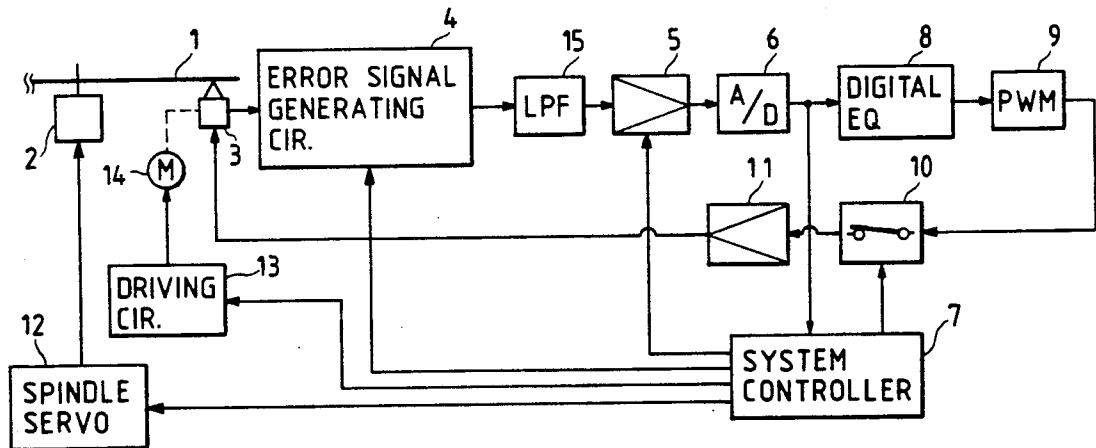 4
1
15
5
6
8
9
ERROR SIGNAL
GENERATING
CIR.
LPF
A/D
DIGITAL
EQ
PWM
2
3
14
M
11
10
13
DRIVING
CIR.
12
7
SPINDLE
SERVO
SYSTEM
CONTROLLER